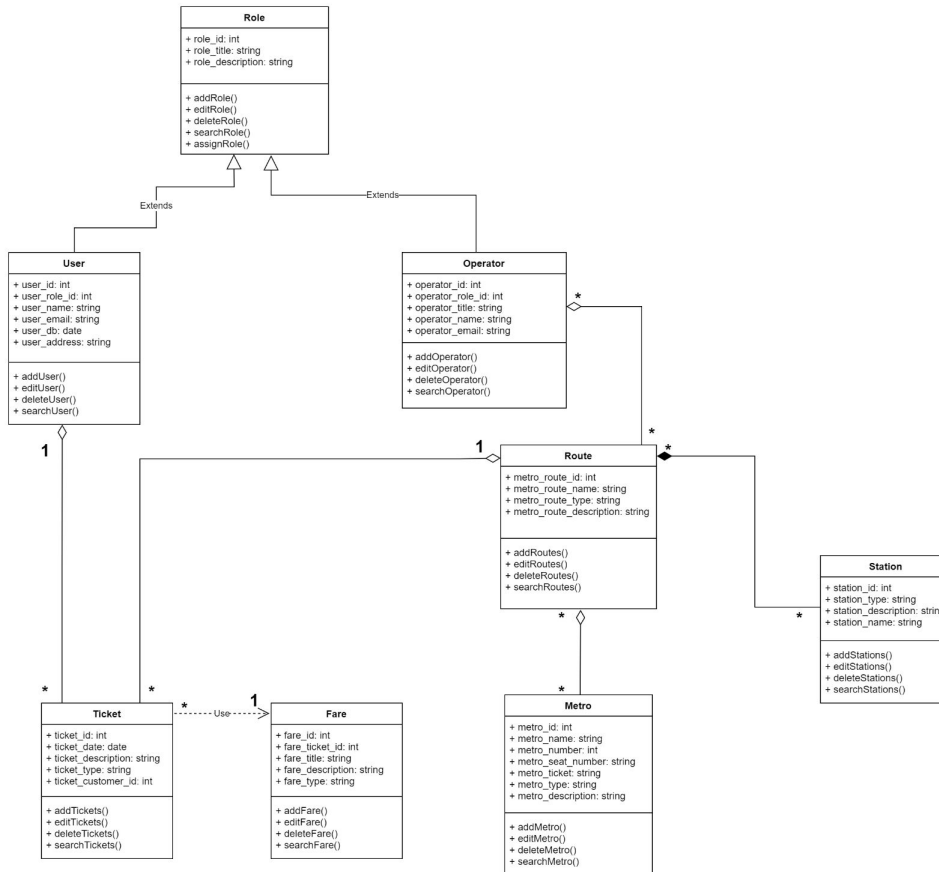 Role
+ role_id: int
+ role_title: string
+ role_description: string
+ addRole()
+ editRole()
+ deleteRole()
+ searchRole()
+ assignRole()
Extends
Extends
User
+ user_id: int
+ user_role_id: int
+ user_name: string
+ user_email: string
+ user_db: date
+ user_address: string
+ addUser()
+ editUser()
+ deleteUser()
+ searchUser()
Operator
+ operator_id: int
+ operator_role_id: int
+ operator_title: string
+ operator_name: string
+ operator_email: string
+ addOperator()
+ editOperator()
+ deleteOperator()
+ searchOperator()
*
*
1
1
*
Route
+ metro_route_id: int
+ metro_route_name: string
+ metro_route_type: string
+ metro_route_description: string
+ addRoutes()
+ editRoutes()
+ deleteRoutes()
+ searchRoutes()
*
*
*
Station
+ station_id: int
+ station_type: string
+ station_description: strin
+ station_name: string
+ addStations()
+ editStations()
+ deleteStations()
+ searchStations()
*
*
Ticket
+ ticket_id: int
+ ticket_date: date
+ ticket_description: string
+ ticket_type: string
+ ticket_customer_id: int
+ addTickets()
+ editTickets()
+ deleteTickets()
+ searchTickets()
*
Use
1
Fare
+ fare_id: int
+ fare_ticket_id: int
+ fare_title: string
+ fare_description: string
+ fare_type: string
+ addFare()
+ editFare()
+ deleteFare()
+ searchFare()
Metro
+ metro_id: int
+ metro_name: string
+ metro_number: int
+ metro_seat_number: string
+ metro_ticket: string
+ metro_type: string
+ metro_description: string
+ addMetro()
+ editMetro()
+ deleteMetro()
+ searchMetro()